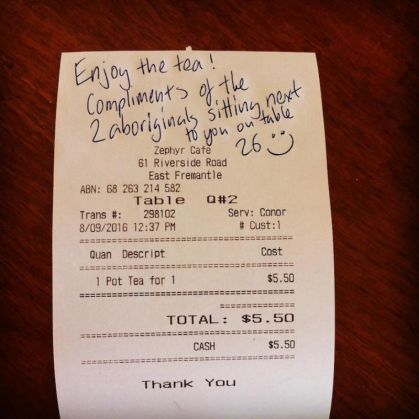 Enjoy the tea!
Compliments of the
2 aboriginals sitting next
to you on table
26 :)
Zephyr Cafe
61 Riverside Road
East Fremantle
ABN: 68 263 214 582
Table Q#2
Trans #: 298102 Serv: Conor
8/09/2016 12:37 PM # Cust:1
Quan Descript Cost
1 Pot Tea for 1 $5.50
TOTAL: $5.50
CASH $5.50
Thank You